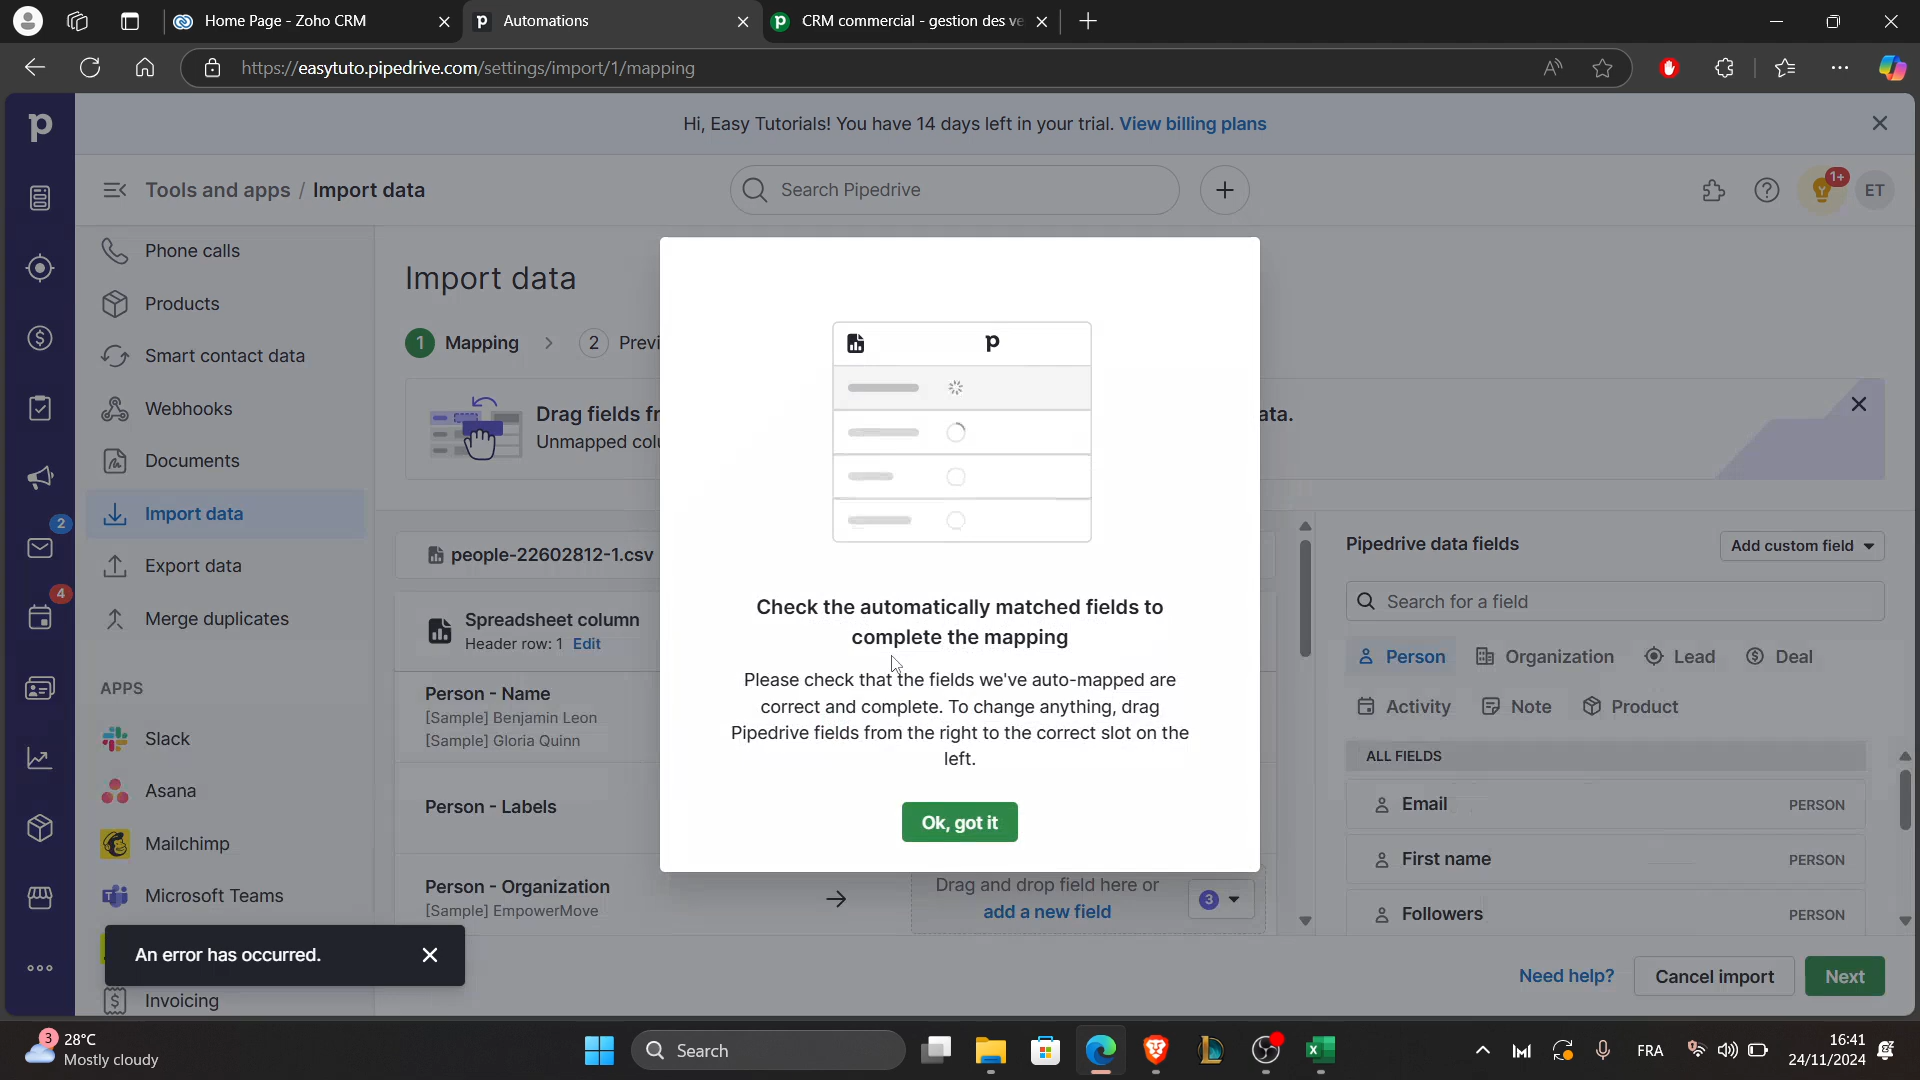 Home Page - Zoho CRM
Automations
CRM commercial - gestion des ve
https://easytuto.pipedrive.com/settings/import/1/mapping
Hi, Easy Tutorials! You have 14 days left in your trial. View billing plans
Tools and apps / Import data
Search Pipedrive
1+
ET
Phone calls
Products
Smart contact data
Webhooks
Documents
Import data
Export data
Merge duplicates
APPS
Slack
Asana
Mailchimp
Microsoft Teams
Invoicing
2
4
Import data
1 Mapping
2 Previ
Drag fields fr
ata.
Unmapped colu
people-22602812-1.csv
Spreadsheet column
Header row: 1 Edit
Person - Name
[Sample] Benjamin Leon
[Sample] Gloria Quinn
Person - Labels
Person - Organization
[Sample] EmpowerMove
Drag and drop field here or
add a new field
3
Check the automatically matched fields to
complete the mapping
Please check that the fields we've auto-mapped are
correct and complete. To change anything, drag
Pipedrive fields from the right to the correct slot on the
left.
Ok, got it
Pipedrive data fields
Add custom field
Search for a field
Person
Organization
Lead
Deal
Activity
Note
Product
ALL FIELDS
Email PERSON
First name PERSON
Followers PERSON
An error has occurred.
Need help?
Cancel import
Next
3
28°C
Mostly cloudy
Search
FRA
16:41
24/11/2024